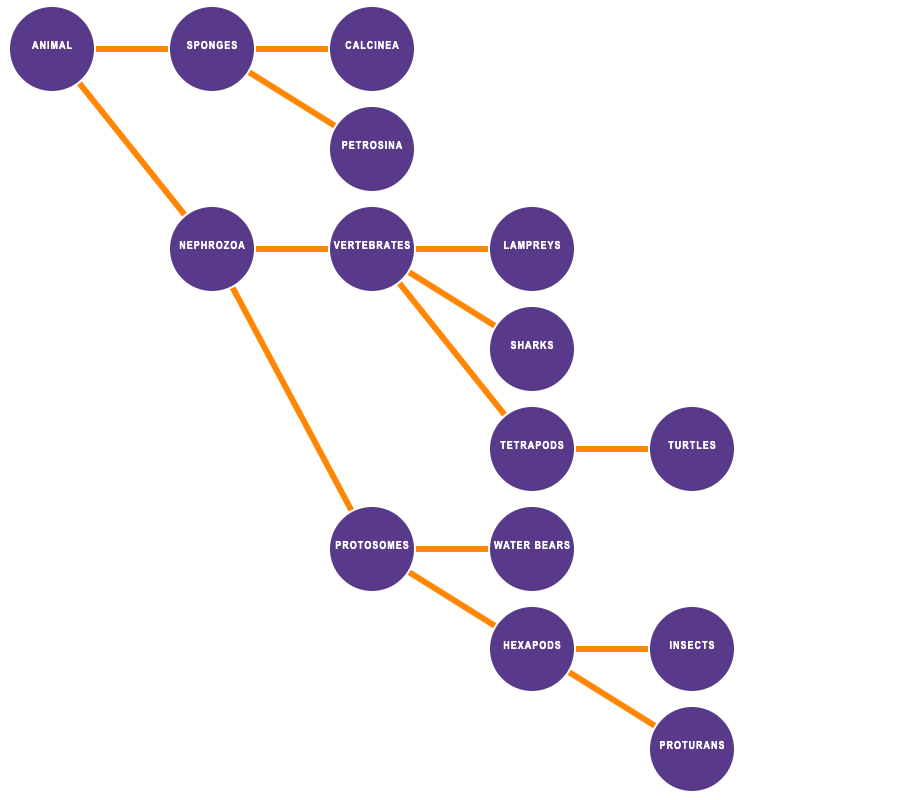 ANIMAL
SPONGES
CALCINEA
PETROSINA
NEPHROZOA
VERTEBRATES
LAMPREYS
SHARKS
TETRAPODS
TURTLES
PROTOSOMES
WATER BEARS
HEXAPODS
INSECTS
PROTURANS